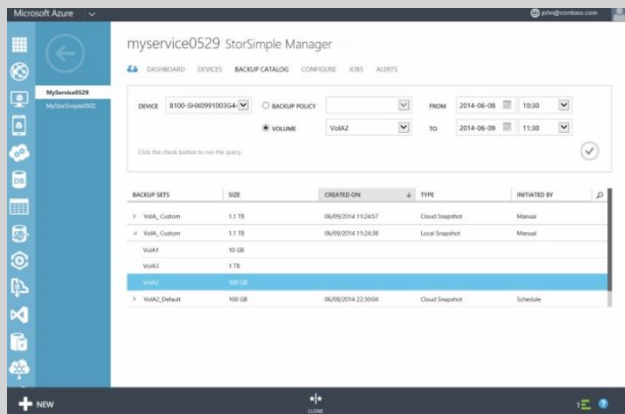 Microsoft Azure
john@contoso.com
myservice0529 StorSimple Manager
DASHBOARD DEVICES BACKUP CATALOG CONFIGURE JOBS ALERTS
MyService0529
MyStorSimple0502
DEVICE 8100-SHX0991003G44 BACKUP POLICY FROM 2014-06-08 10:30
VOLUME VolA2 TO 2014-06-09 11:30
Click the check button to run the query.
BACKUP SETS SIZE CREATED ON TYPE INITIATED BY
VolA_Custom 1.1 TB 06/09/2014 11:24:57 Cloud Snapshot Manual
VolA_Custom 1.1 TB 06/09/2014 11:24:38 Local Snapshot Manual
VolA1 10 GB
VolA3 1 TB
VolA2 100 GB
VolA2_Default 100 GB 06/08/2014 22:30:04 Cloud Snapshot Schedule
DB
NEW
CLONE
1
?